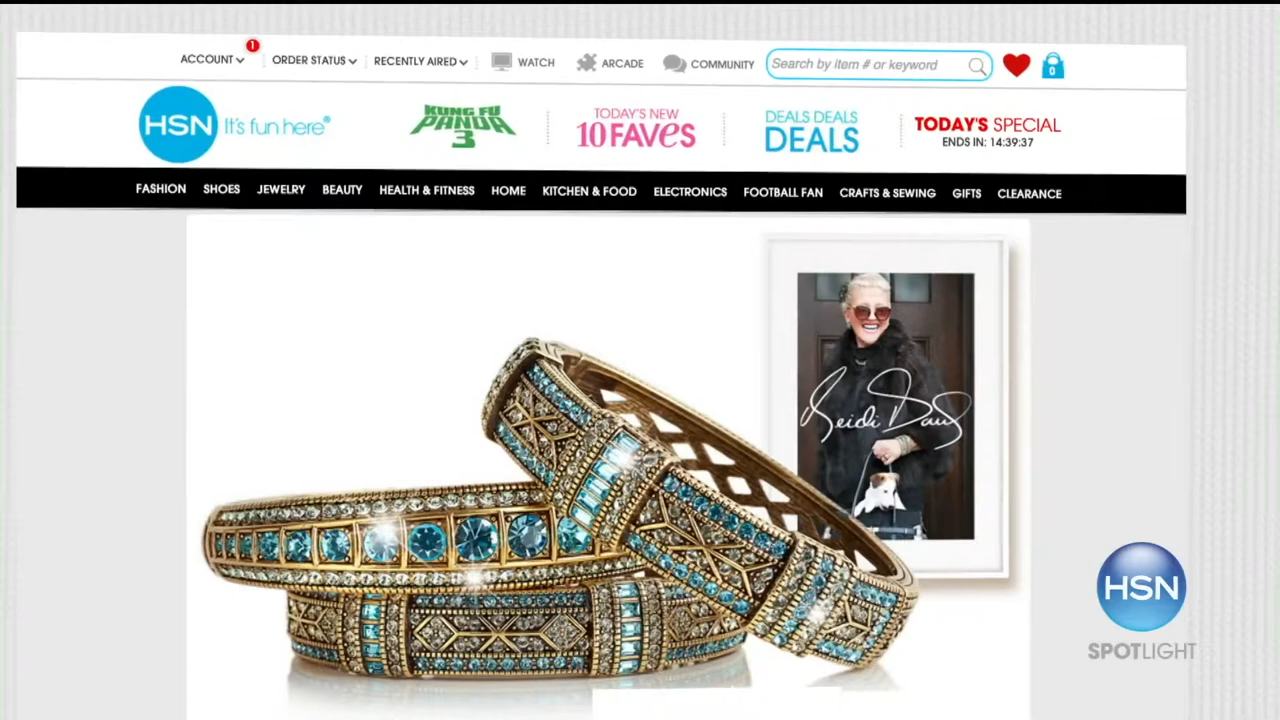 1
ACCOUNT
ORDER STATUS
RECENTLY AIRED
WATCH
ARCADE
COMMUNITY
Search by item # or keyword
0
HSN It's fun here®
KUNG FU
PANDA
3
TODAY'S NEW
10 FAVES
DEALS DEALS
DEALS
TODAY'S SPECIAL
ENDS IN: 14:39:37
FASHION SHOES JEWELRY BEAUTY HEALTH & FITNESS HOME KITCHEN & FOOD ELECTRONICS FOOTBALL FAN CRAFTS & SEWING GIFTS CLEARANCE
Heidi Daus
HSN
SPOTLIGHT